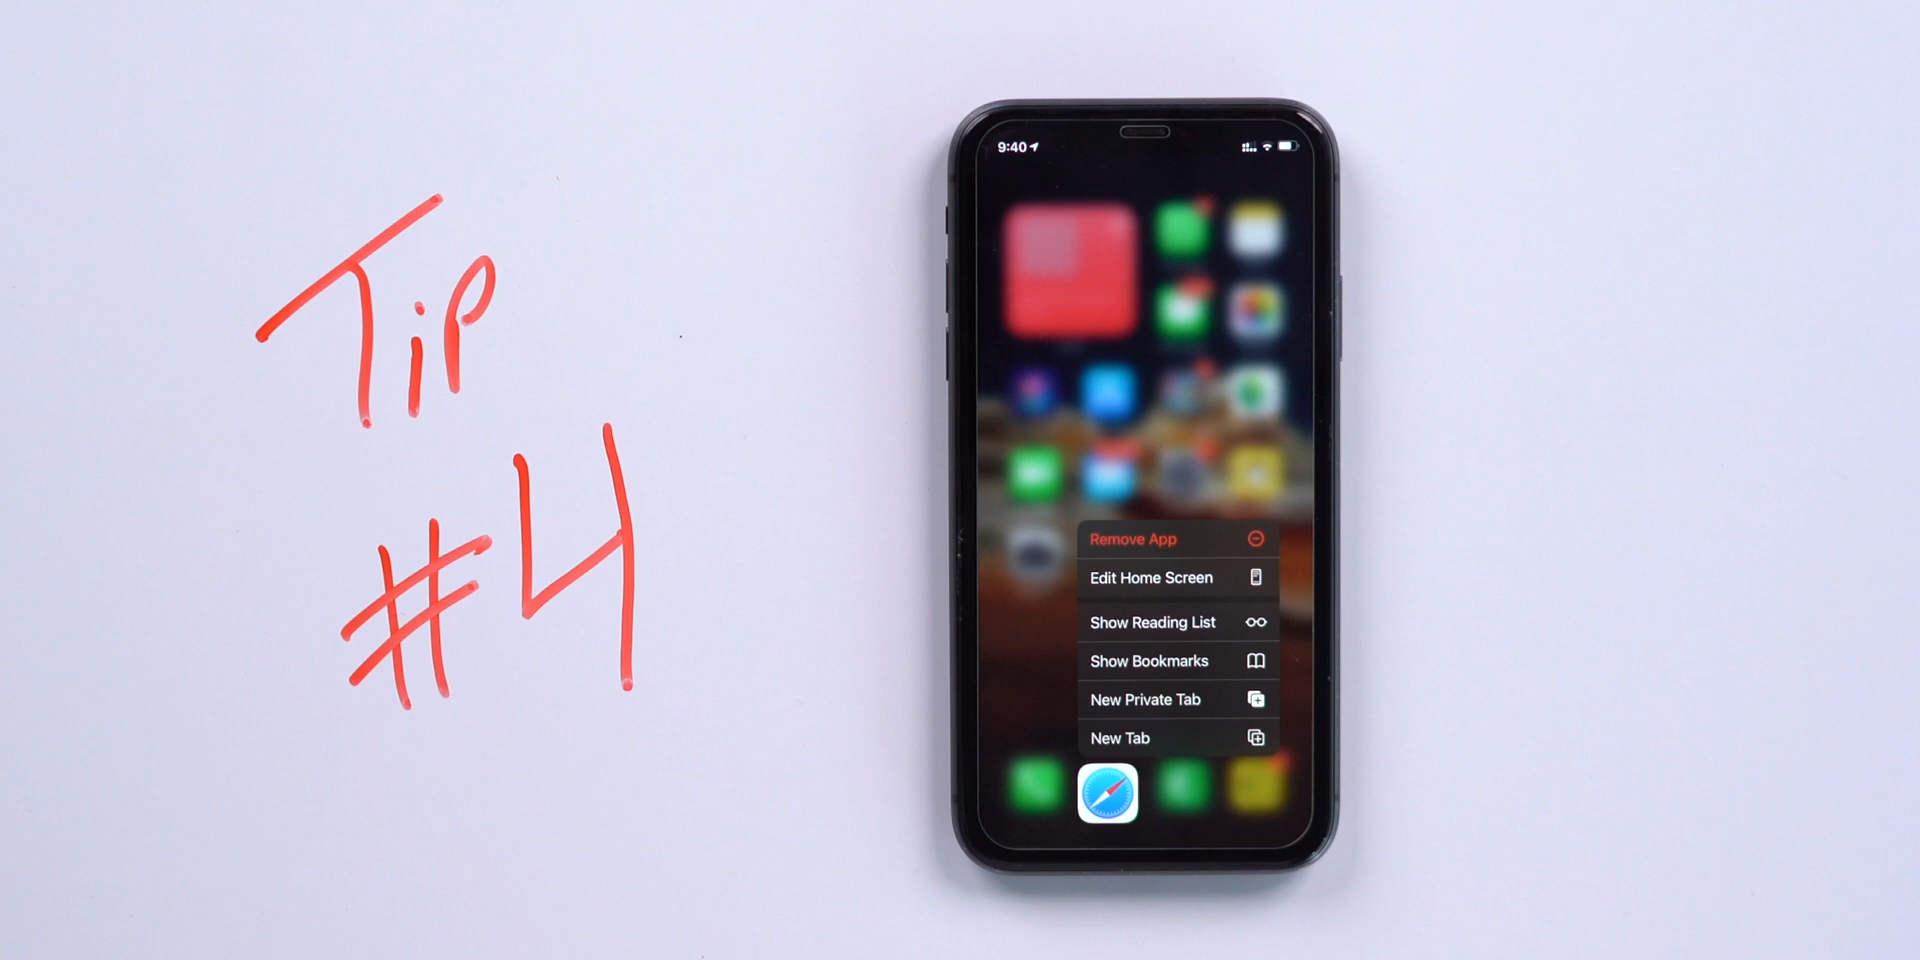 Tip
#4
9:40
Remove App
Edit Home Screen
Show Reading List
Show Bookmarks
New Private Tab
New Tab